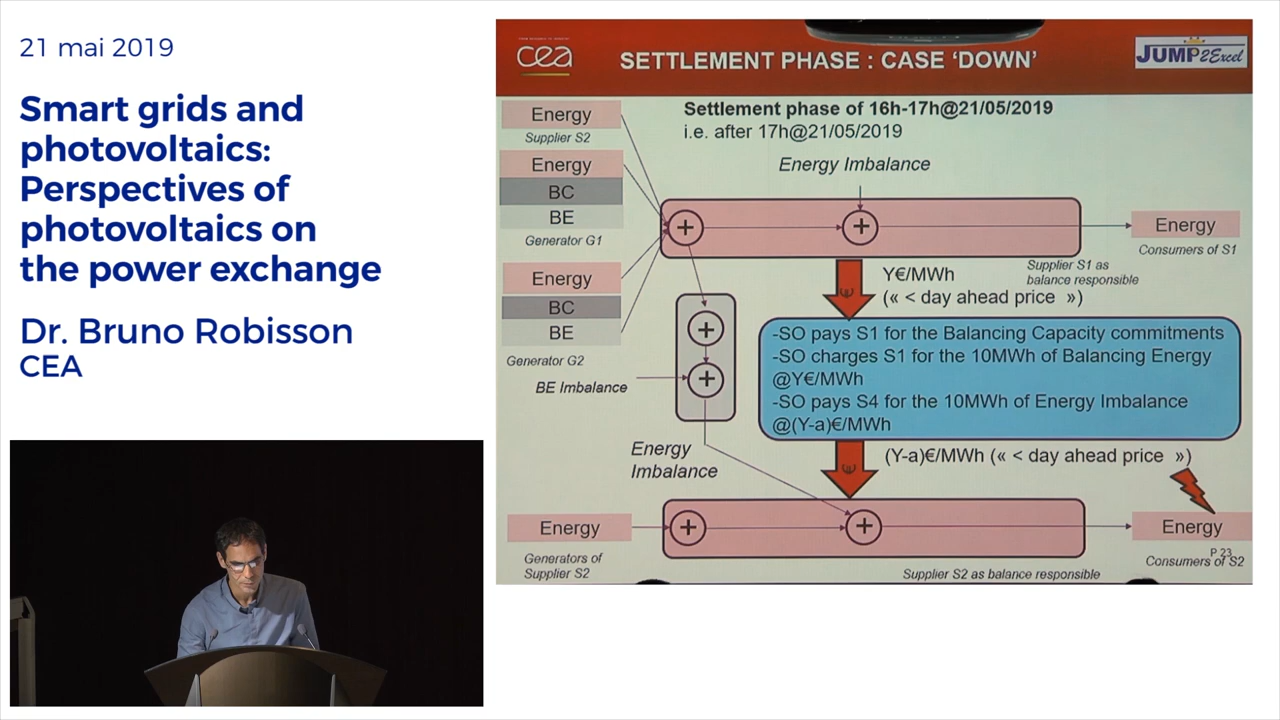 21 mai 2019
Smart grids and
photovoltaics:
Perspectives of
photovoltaics on
the power exchange
Dr. Bruno Robisson
CEA
cea
SETTLEMENT PHASE : CASE ‘DOWN’
JUMP2Excel
Settlement phase of 16h-17h@21/05/2019
i.e. after 17h@21/05/2019
Energy
Supplier S2
Energy
BC
BE
Generator G1
Energy
BC
BE
Generator G2
BE Imbalance
Energy Imbalance
+
+
Energy
Consumers of S1
Supplier S1 as
balance responsible
+
+
Y€/MWh
(« < day ahead price »)
-SO pays S1 for the Balancing Capacity commitments
-SO charges S1 for the 10MWh of Balancing Energy
@Y€/MWh
-SO pays S4 for the 10MWh of Energy Imbalance
@(Y-a)€/MWh
Energy
Imbalance
(Y-a)€/MWh (« < day ahead price »)
Energy
Generators of
Supplier S2
+
+
Supplier S2 as balance responsible
Energy
P 23
Consumers of S2